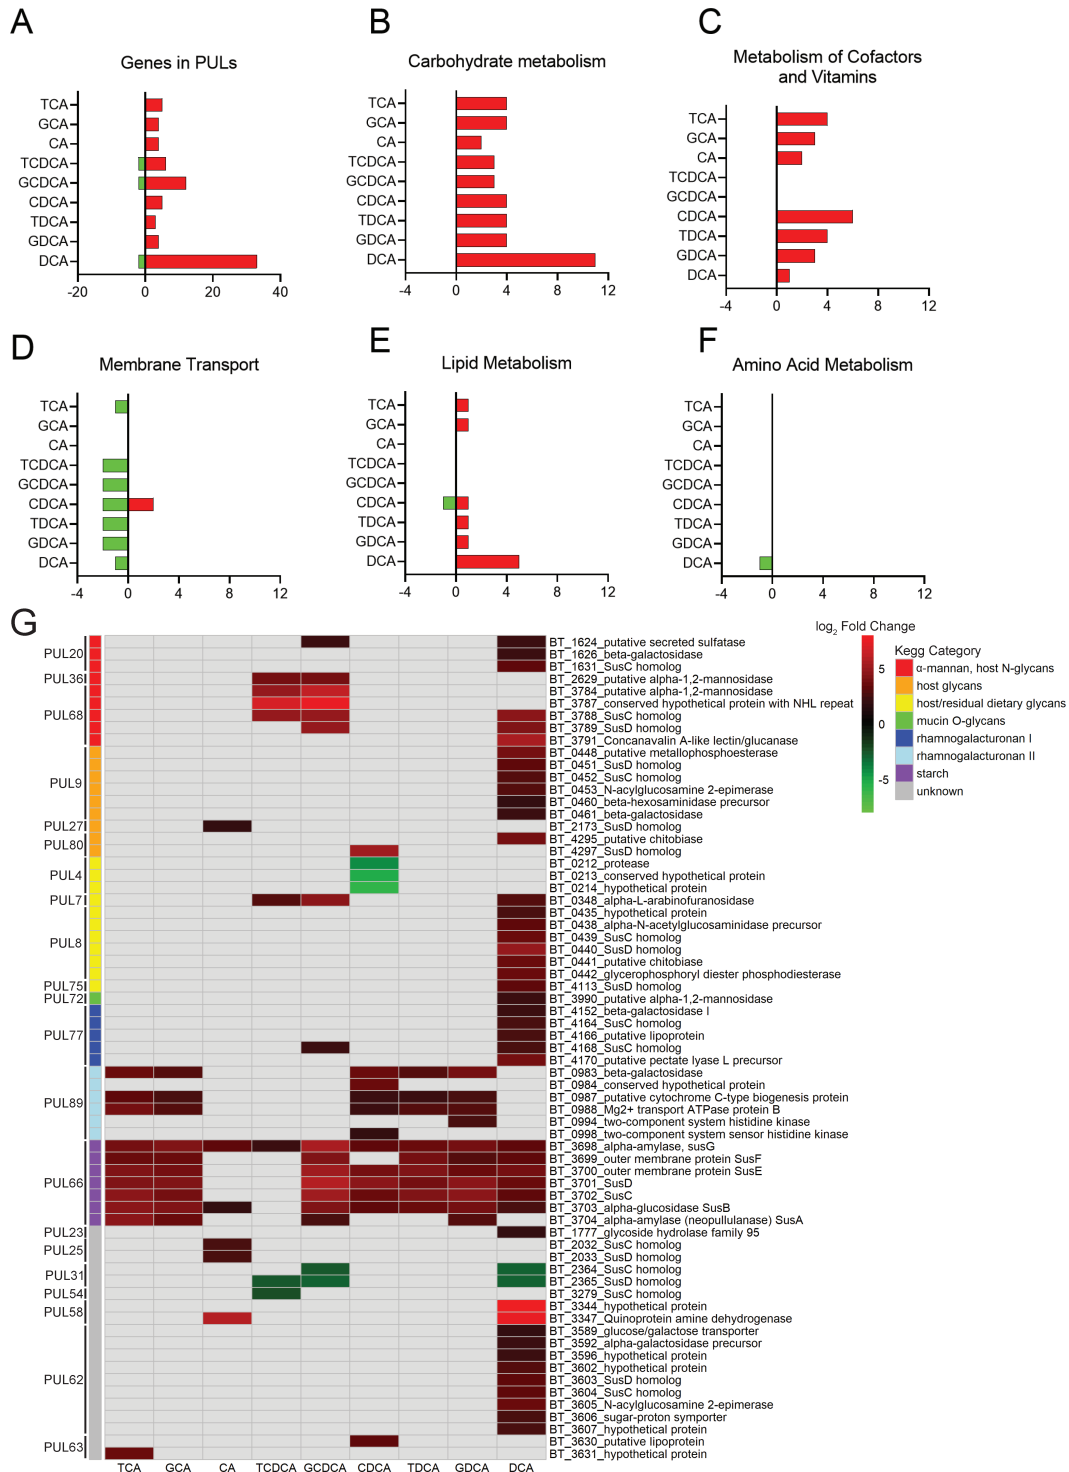 A
Genes in PULs
TCA
GCA
CA
TCDCA
GCDCA
CDCA
TDCA
GDCA
DCA
-20 0 20 40
B
Carbohydrate metabolism
TCA
GCA
CA
TCDCA
GCDCA
CDCA
TDCA
GDCA
DCA
-4 0 4 8 12
C
Metabolism of Cofactors
and Vitamins
TCA
GCA
CA
TCDCA
GCDCA
CDCA
TDCA
GDCA
DCA
-4 0 4 8 12
D
Membrane Transport
TCA
GCA
CA
TCDCA
GCDCA
CDCA
TDCA
GDCA
DCA
-4 0 4 8 12
E
Lipid Metabolism
TCA
GCA
CA
TCDCA
GCDCA
CDCA
TDCA
GDCA
DCA
-4 0 4 8 12
F
Amino Acid Metabolism
TCA
GCA
CA
TCDCA
GCDCA
CDCA
TDCA
GDCA
DCA
-4 0 4 8 12
G
PUL20
PUL36
PUL68
PUL9
PUL27
PUL80
PUL4
PUL7
PUL8
PUL75
PUL72
PUL77
PUL89
PUL66
PUL23
PUL25
PUL31
PUL54
PUL58
PUL62
PUL63
BT_1624_putative secreted sulfatase
BT_1626_beta-galactosidase
BT_1631_SusC homolog
BT_2629_putative alpha-1,2-mannosidase
BT_3784_putative alpha-1,2-mannosidase
BT_3787_conserved hypothetical protein with NHL repeat
BT_3788_SusC homolog
BT_3789_SusD homolog
BT_3791_Concanavalin A-like lectin/glucanase
BT_0448_putative metallophosphoesterase
BT_0451_SusD homolog
BT_0452_SusC homolog
BT_0453_N-acylglucosamine 2-epimerase
BT_0460_beta-hexosaminidase precursor
BT_0461_beta-galactosidase
BT_2173_SusD homolog
BT_4295_putative chitobiase
BT_4297_SusD homolog
BT_0212_protease
BT_0213_conserved hypothetical protein
BT_0214_hypothetical protein
BT_0348_alpha-L-arabinofuranosidase
BT_0435_hypothetical protein
BT_0438_alpha-N-acetylglucosaminidase precursor
BT_0439_SusC homolog
BT_0440_SusD homolog
BT_0441_putative chitobiase
BT_0442_glycerophosphoryl diester phosphodiesterase
BT_4113_SusD homolog
BT_3990_putative alpha-1,2-mannosidase
BT_4152_beta-galactosidase I
BT_4164_SusC homolog
BT_4166_putative lipoprotein
BT_4168_SusC homolog
BT_4170_putative pectate lyase L precursor
BT_0983_beta-galactosidase
BT_0984_conserved hypothetical protein
BT_0987_putative cytochrome C-type biogenesis protein
BT_0988_Mg2+ transport ATPase protein B
BT_0994_two-component system histidine kinase
BT_0998_two-component system sensor histidine kinase
BT_3698_alpha-amylase, susG
BT_3699_outer membrane protein SusF
BT_3700_outer membrane protein SusE
BT_3701_SusD
BT_3702_SusC
BT_3703_alpha-glucosidase SusB
BT_3704_alpha-amylase (neopullulanase) SusA
BT_1777_glycoside hydrolase family 95
BT_2032_SusC homolog
BT_2033_SusD homolog
BT_2364_SusC homolog
BT_2365_SusD homolog
BT_3279_SusC homolog
BT_3344_hypothetical protein
BT_3347_Quinoprotein amine dehydrogenase
BT_3589_glucose/galactose transporter
BT_3592_alpha-galactosidase precursor
BT_3596_hypothetical protein
BT_3602_hypothetical protein
BT_3603_SusD homolog
BT_3604_SusC homolog
BT_3605_N-acylglucosamine 2-epimerase
BT_3606_sugar-proton symporter
BT_3607_hypothetical protein
BT_3630_putative lipoprotein
BT_3631_hypothetical protein
TCA GCA CA TCDCA GCDCA CDCA TDCA GDCA DCA
log2 Fold Change
5
0
-5
Kegg Category
α-mannan, host N-glycans
host glycans
host/residual dietary glycans
mucin O-glycans
rhamnogalacturonan I
rhamnogalacturonan II
starch
unknown